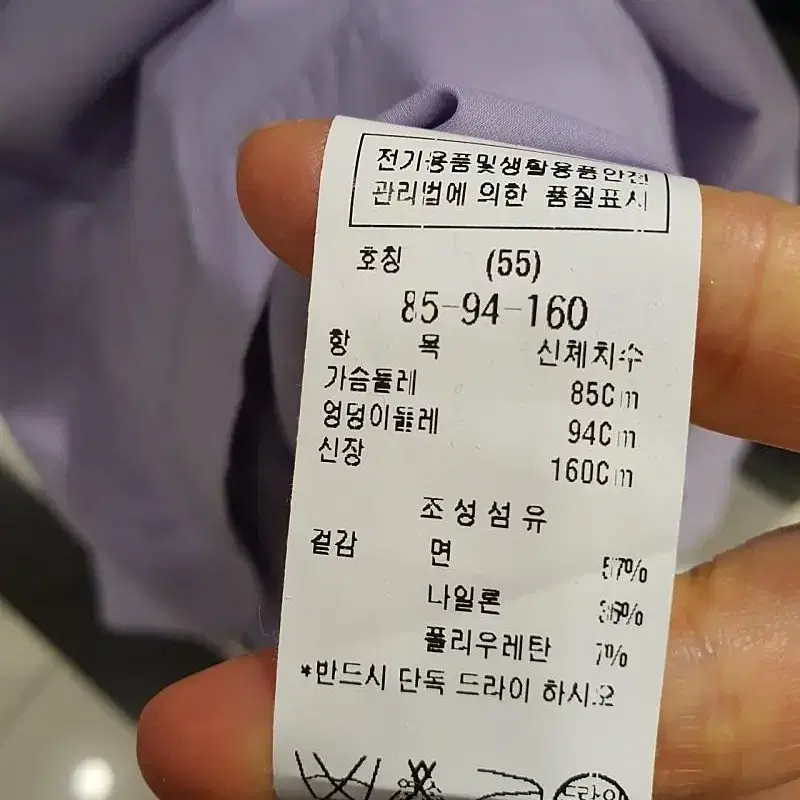 전기용품및생활용품안전
관리법에 의한 품질표시
호칭 (55)
85-94-160
항 목 신체치수
가슴둘레 85Cm
엉덩이둘레 94Cm
신장 160Cm
조성섬유
겉감 면 57%
나일론 36%
폴리우레탄 7%
*반드시 단독 드라이 하시오
드라이